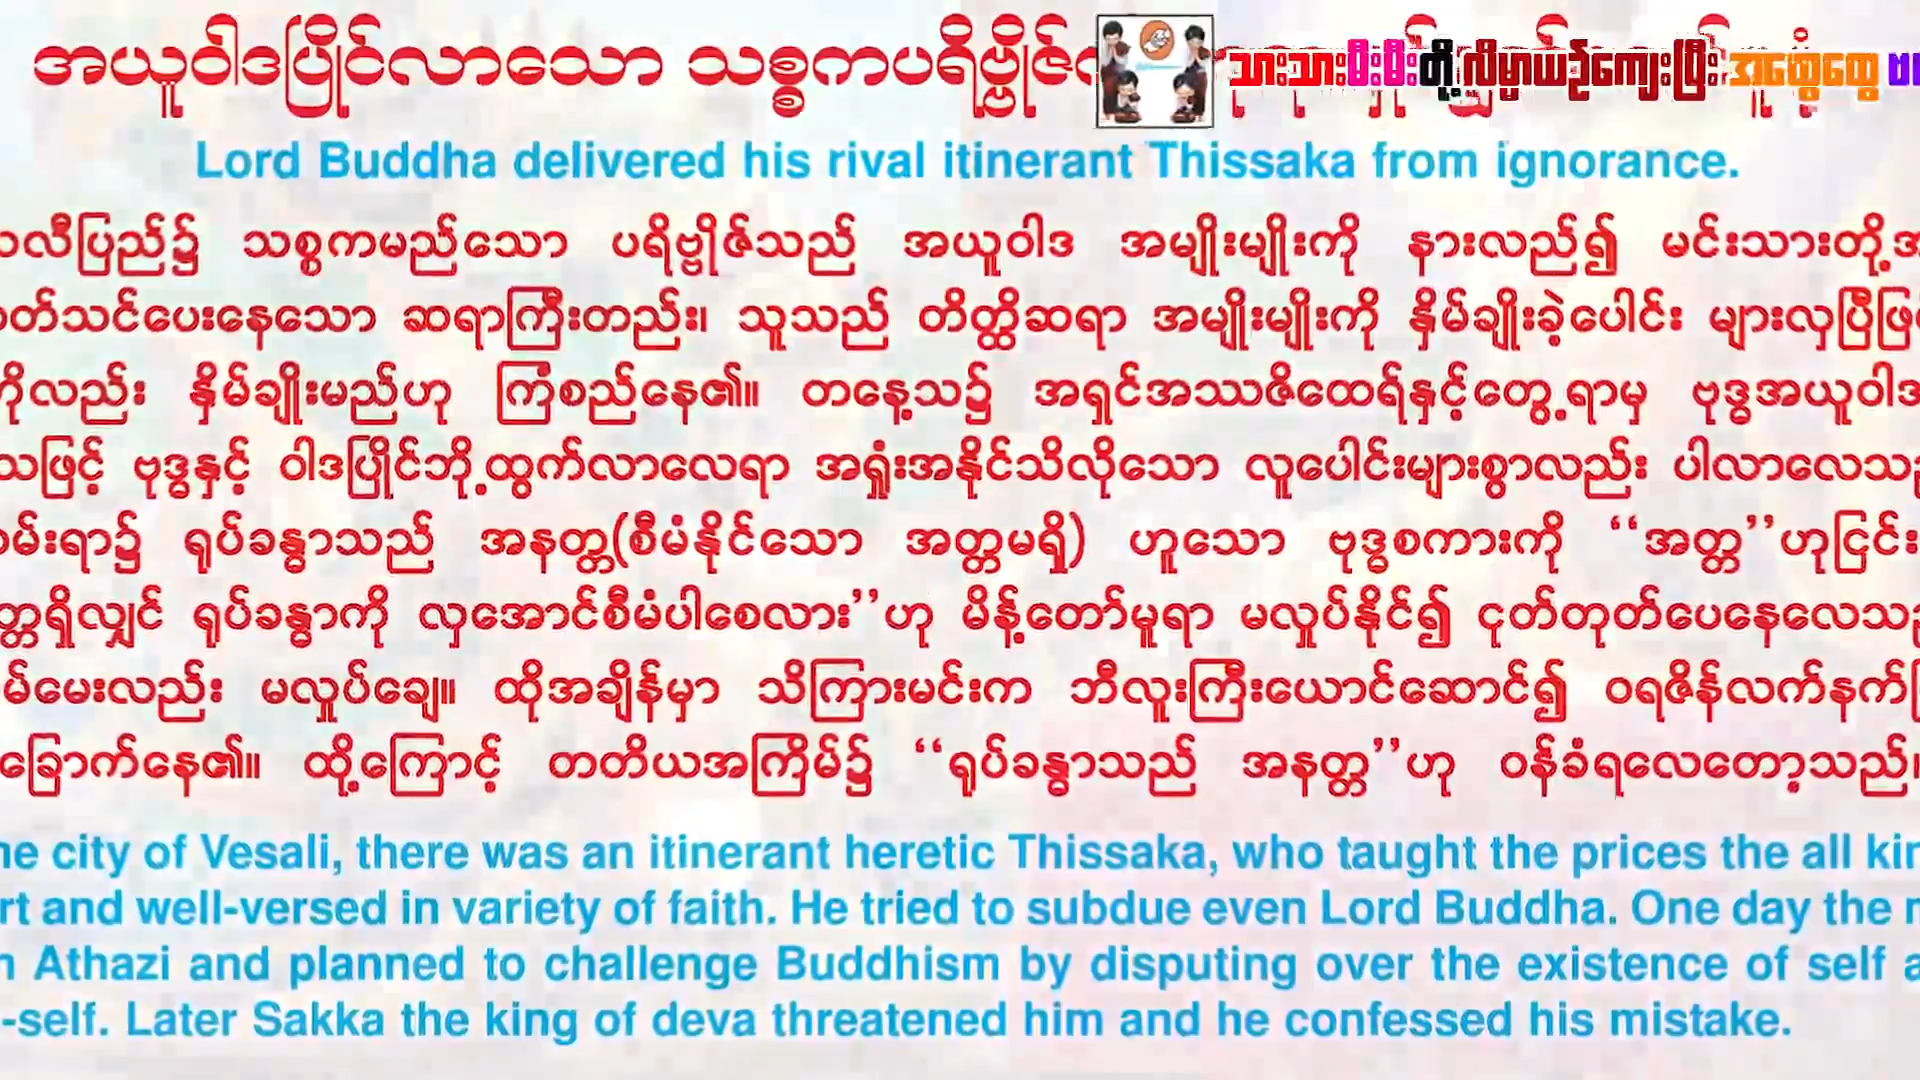 အယူဝါဒပြိုင်လာသော သစ္စကပရိဗ္ဗိုဇ်
သားသားမီးမီးတို့လိမ္မာယဉ်ကျေးပြီး
Lord Buddha delivered his rival itinerant Thissaka from ignorance.
လီပြည်၌ သစ္စကမည်သော ပရိဗ္ဗိုဇ်သည် အယူဝါဒ အမျိုးမျိုးကို နားလည်၍ မင်းသားတို့
တ်သင်ပေးနေသော ဆရာကြီးတည်း၊ သူသည် တိတ္ထိဆရာ အမျိုးမျိုးကို နှိမ်ချိုးခဲ့ပေါင်း များလှပြီဖြ
ကိုလည်း နှိမ်ချိုးမည်ဟု ကြံစည်နေ၏။ တနေ့သ၌ အရှင်အဿဇိထေရ်နှင့်တွေ့ရာမှ ဗုဒ္ဓအယူဝါဒ
သဖြင့် ဗုဒ္ဓနှင့် ဝါဒပြိုင်ဘို့ထွက်လာလေရာ အရှုံးအနိုင်သိလိုသော လူပေါင်းများစွာလည်း ပါလာလေသည်
မ်းရာ၌ ရုပ်ခန္ဓာသည် အနတ္တ(စီမံနိုင်သော အတ္တမရှိ) ဟူသော ဗုဒ္ဓစကားကို “အတ္တ”ဟုငြင်း
တ္တရှိလျှင် ရုပ်ခန္ဓာကို လှအောင်စီမံပါစေလား”ဟု မိန့်တော်မူရာ မလှုပ်နိုင်၍ ငုတ်တုတ်ပေနေလေသည်
မ်မေးလည်း မလှုပ်ချေ။ ထိုအချိန်မှာ သိကြားမင်းက ဘီလူးကြီးယောင်ဆောင်၍ ဝရဇိန်လက်နက်
ခြောက်နေ၏။ ထို့ကြောင့် တတိယအကြိမ်၌ “ရုပ်ခန္ဓာသည် အနတ္တ”ဟု ဝန်ခံရလေတော့သည်။
he city of Vesali, there was an itinerant heretic Thissaka, who taught the prices the all kin
rt and well-versed in variety of faith. He tried to subdue even Lord Buddha. One day the
n Athazi and planned to challenge Buddhism by disputing over the existence of self a
-self. Later Sakka the king of deva threatened him and he confessed his mistake.